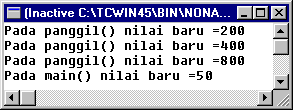 (Inactive C:\TCWIN45\BIN\NONA...
Pada panggil() nilai baru =200
Pada panggil() nilai baru =400
Pada panggil() nilai baru =800
Pada main() nilai baru =50